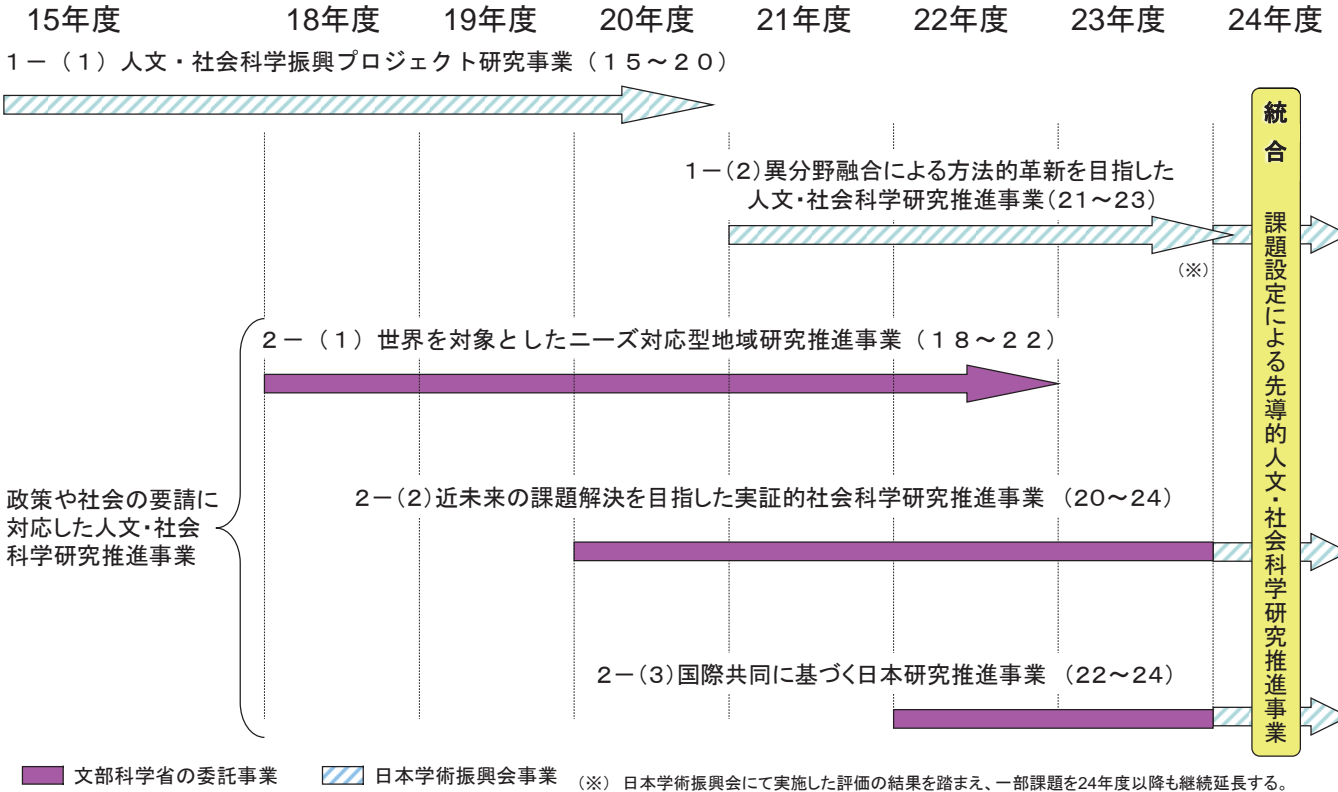 15年度 18年度 19年度 20年度 21年度 22年度 23年度 24年度
1－（1）人文・社会科学振興プロジェクト研究事業（15～20）
1－(2)異分野融合による方法的革新を目指した
人文・社会科学研究推進事業(21～23)
(※)
2－（1）世界を対象としたニーズ対応型地域研究推進事業（18～22）
政策や社会の要請に
対応した人文・社会
科学研究推進事業
2－(2)近未来の課題解決を目指した実証的社会科学研究推進事業 (20～24)
2－(3)国際共同に基づく日本研究推進事業 (22～24)
統合 課題設定による先導的人文・社会科学研究推進事業
文部科学省の委託事業 日本学術振興会事業 (※) 日本学術振興会にて実施した評価の結果を踏まえ、一部課題を24年度以降も継続延長する。